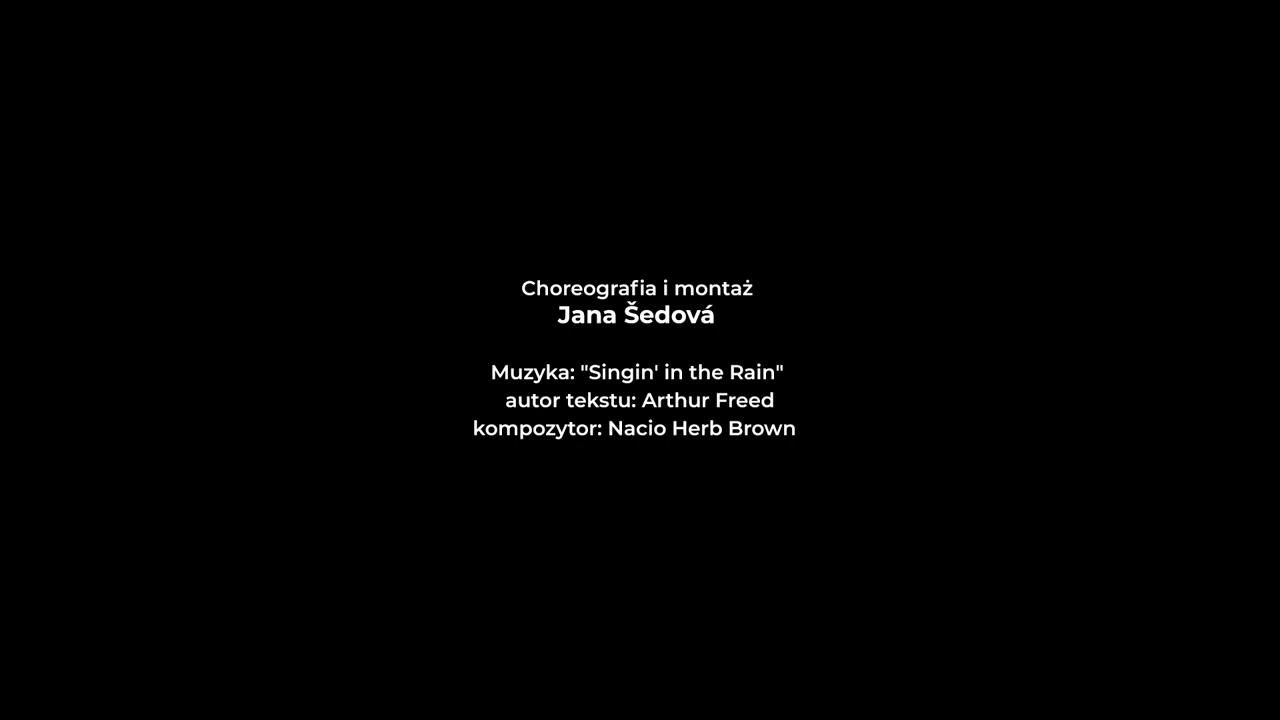 Choreografia i montaż
Jana Šedová
Muzyka: "Singin' in the Rain"
autor tekstu: Arthur Freed
kompozytor: Nacio Herb Brown